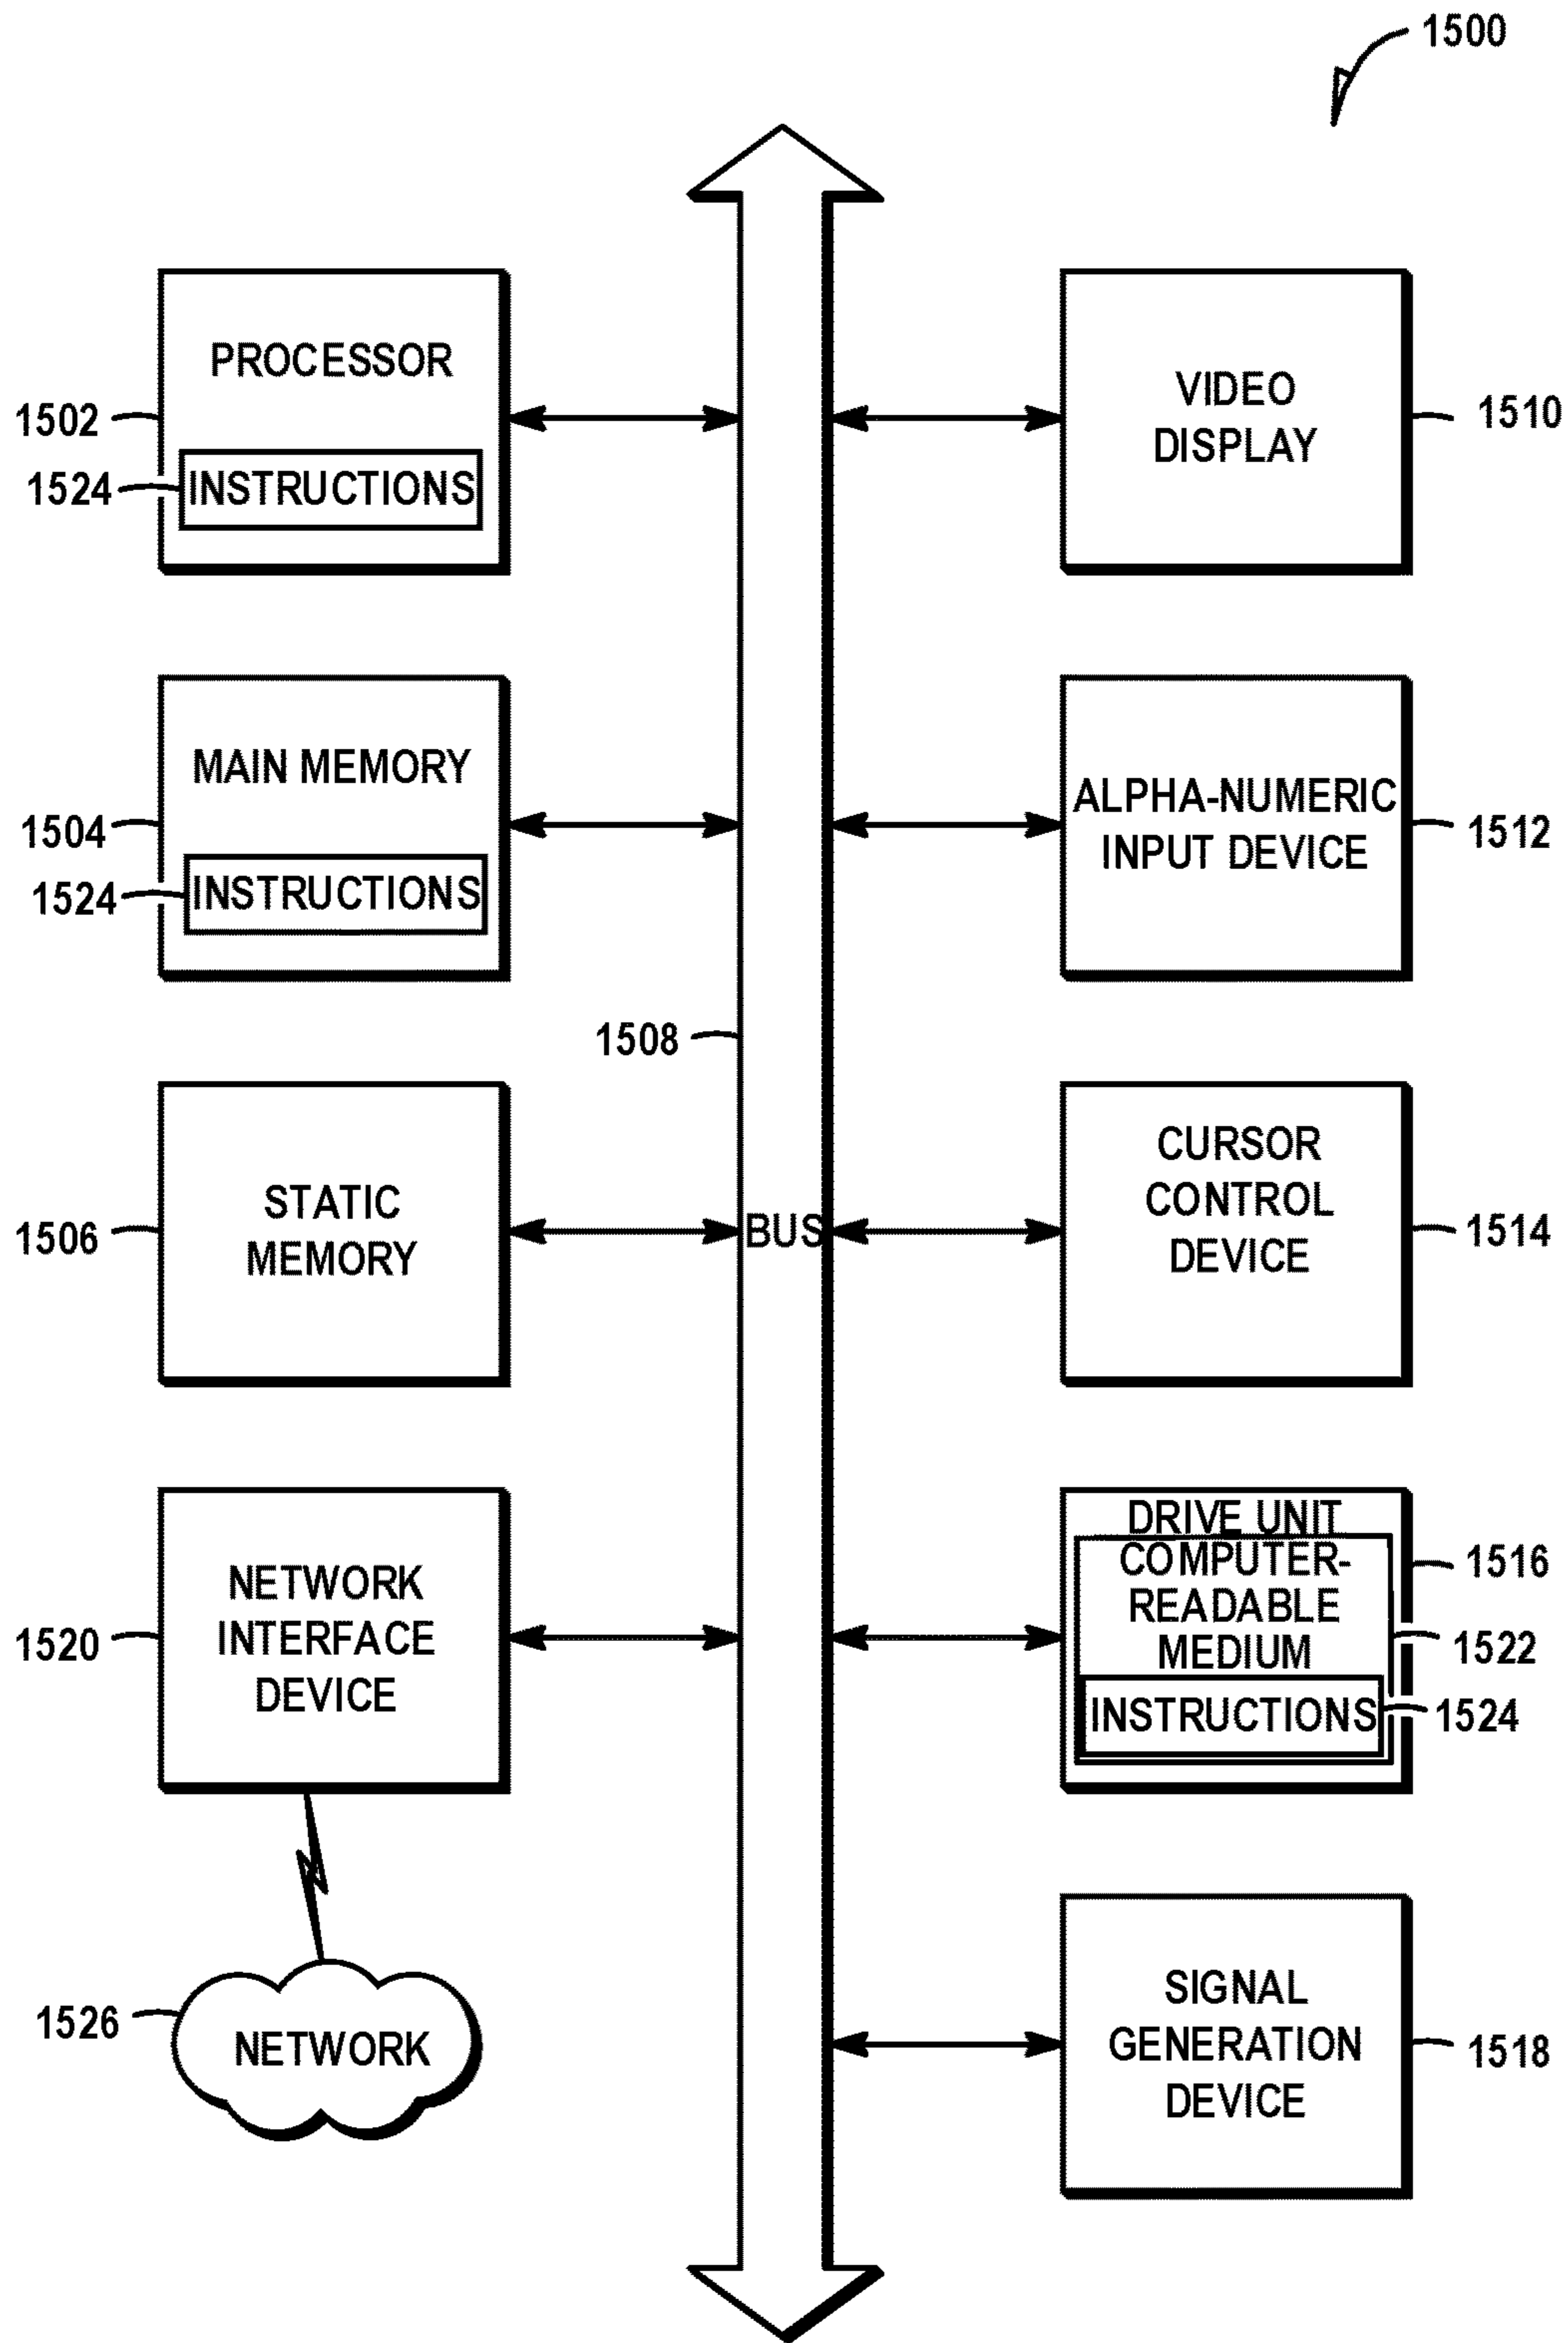 1500
PROCESSOR
1502
1524
INSTRUCTIONS
MAIN MEMORY
1504
1524
INSTRUCTIONS
1508
STATIC
MEMORY
1506
BUS
NETWORK
INTERFACE
DEVICE
1520
1526
NETWORK
VIDEO
DISPLAY
1510
ALPHA-NUMERIC
INPUT DEVICE
1512
CURSOR
CONTROL
DEVICE
1514
DRIVE UNIT
COMPUTER-
READABLE
MEDIUM
1516
1522
INSTRUCTIONS
1524
SIGNAL
GENERATION
DEVICE
1518